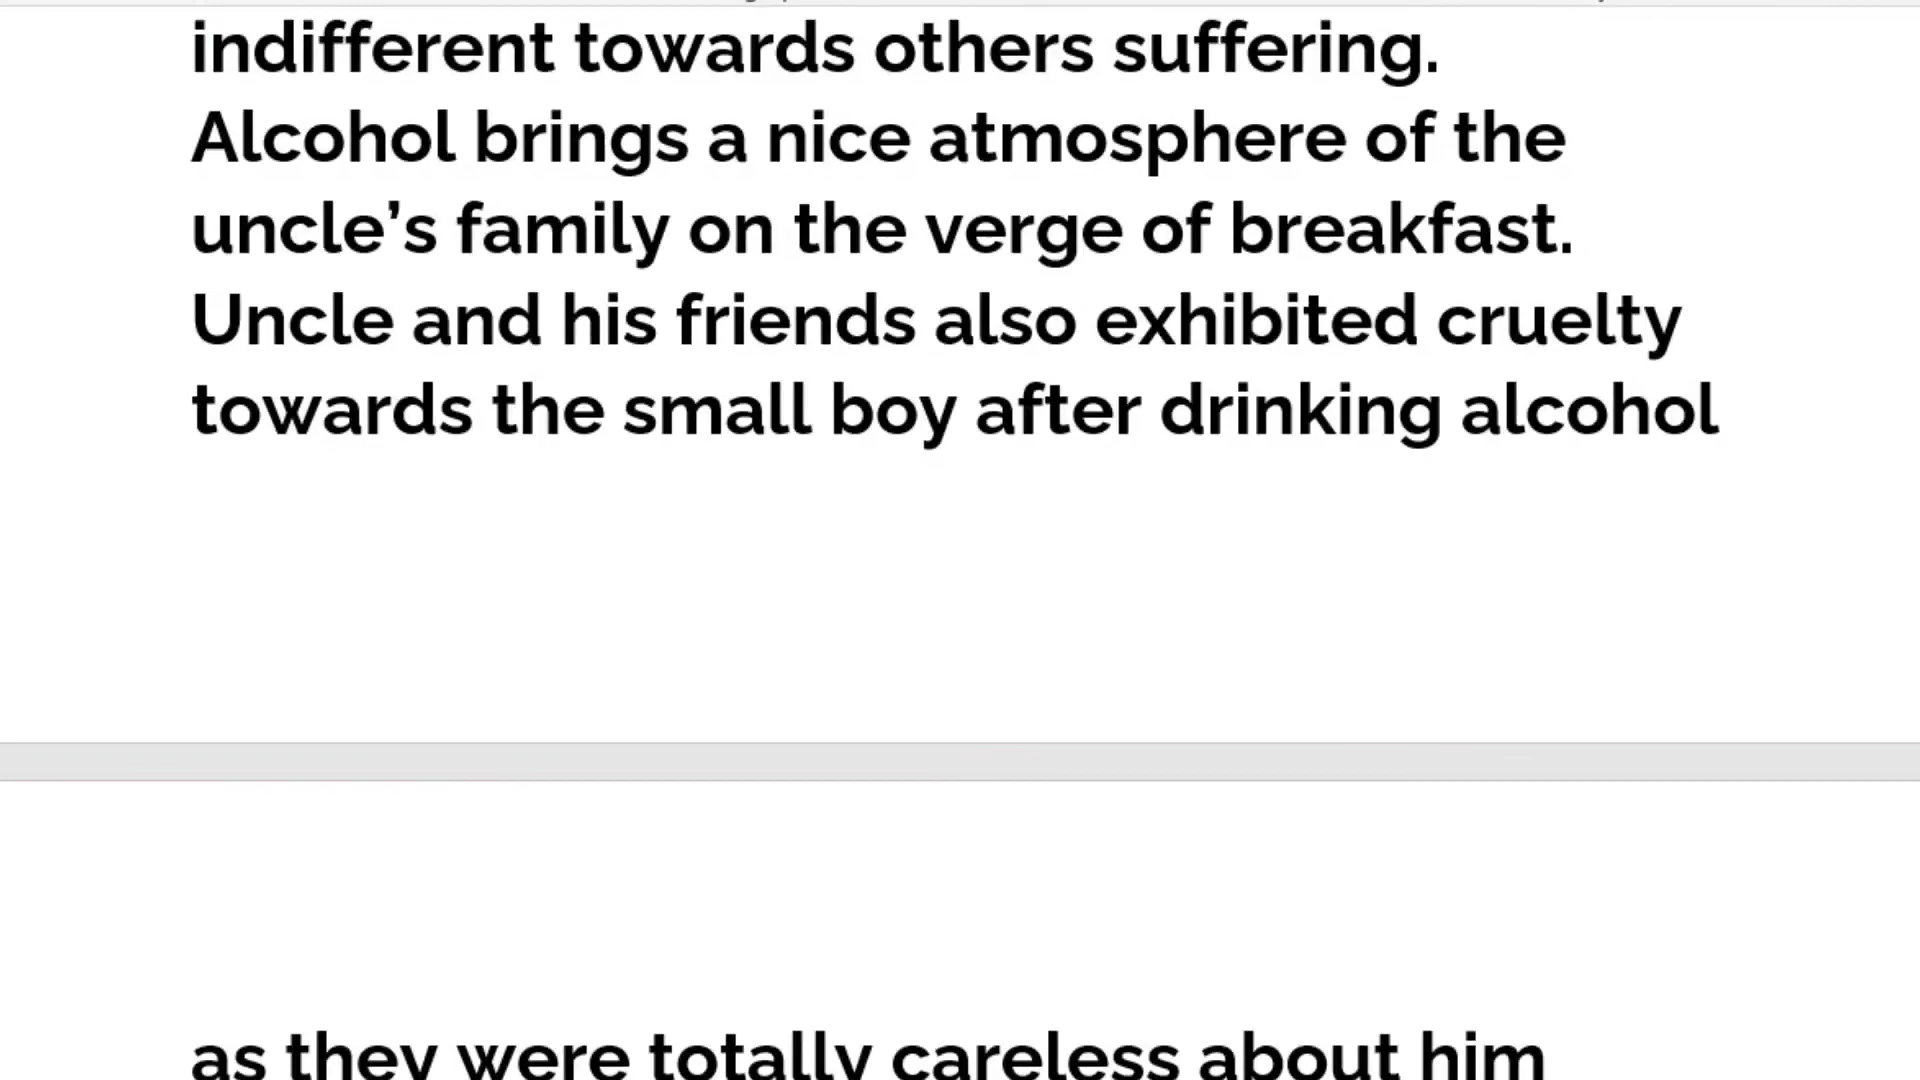 indifferent towards others suffering.
Alcohol brings a nice atmosphere of the
uncle’s family on the verge of breakfast.
Uncle and his friends also exhibited cruelty
towards the small boy after drinking alcohol
as they were totally careless about him